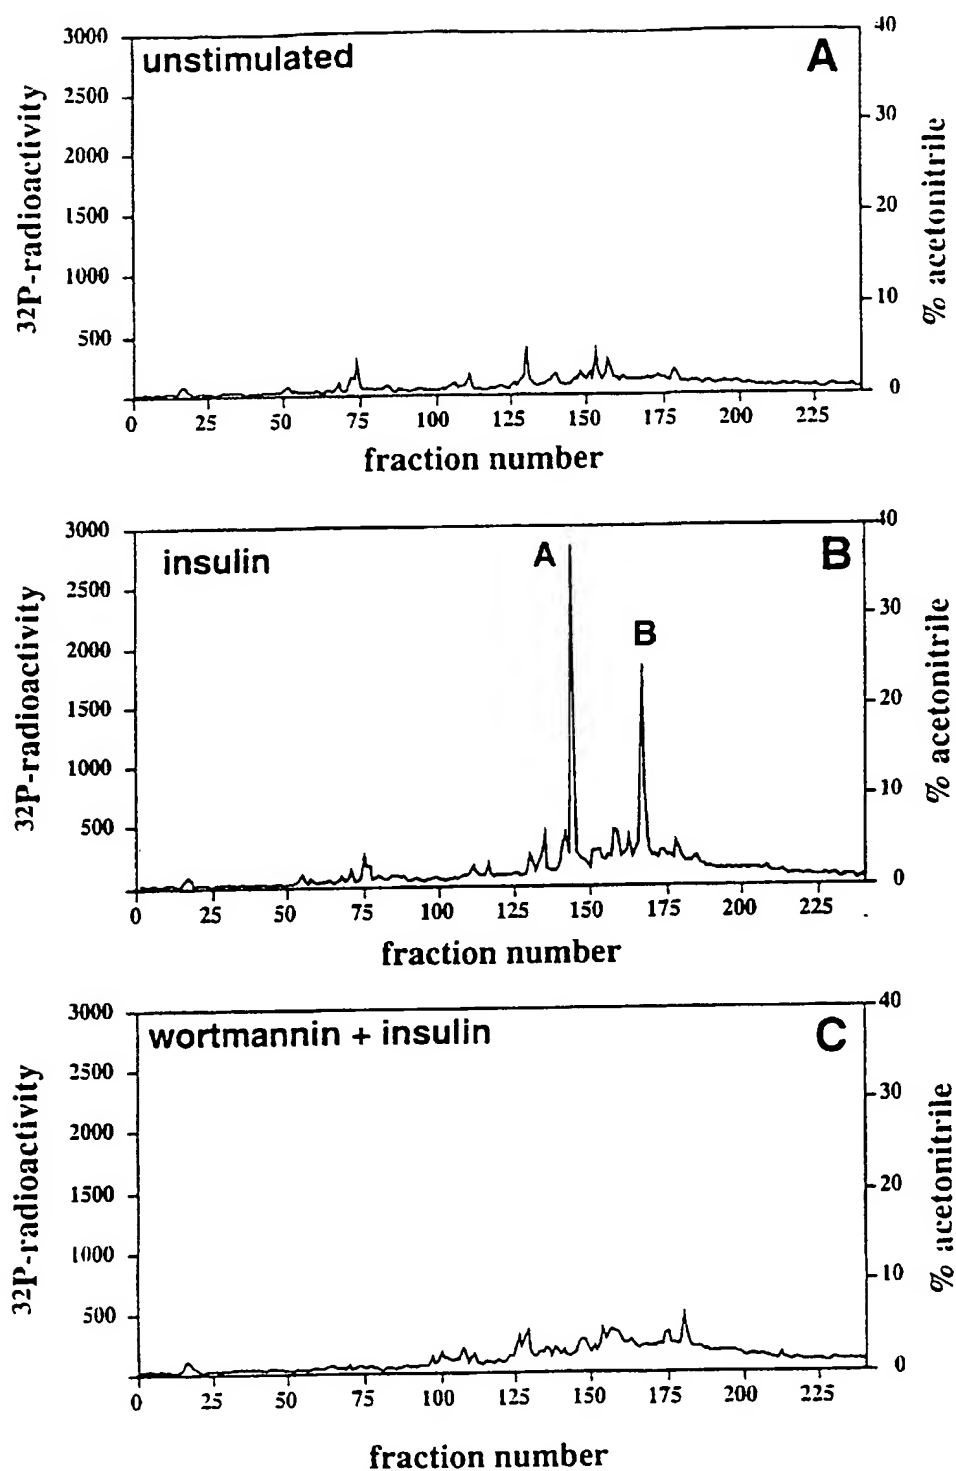 unstimulated A
3000
2500
2000
1500
1000
500
40
30
20
10
0
32P-radioactivity
% acetonitrile
0 25 50 75 100 125 150 175 200 225
fraction number
insulin A B B
3000
2500
2000
1500
1000
500
40
30
20
10
0
32P-radioactivity
% acetonitrile
0 25 50 75 100 125 150 175 200 225
fraction number
wortmannin + insulin C
3000
2500
2000
1500
1000
500
40
30
20
10
0
32P-radioactivity
% acetonitrile
0 25 50 75 100 125 150 175 200 225
fraction number